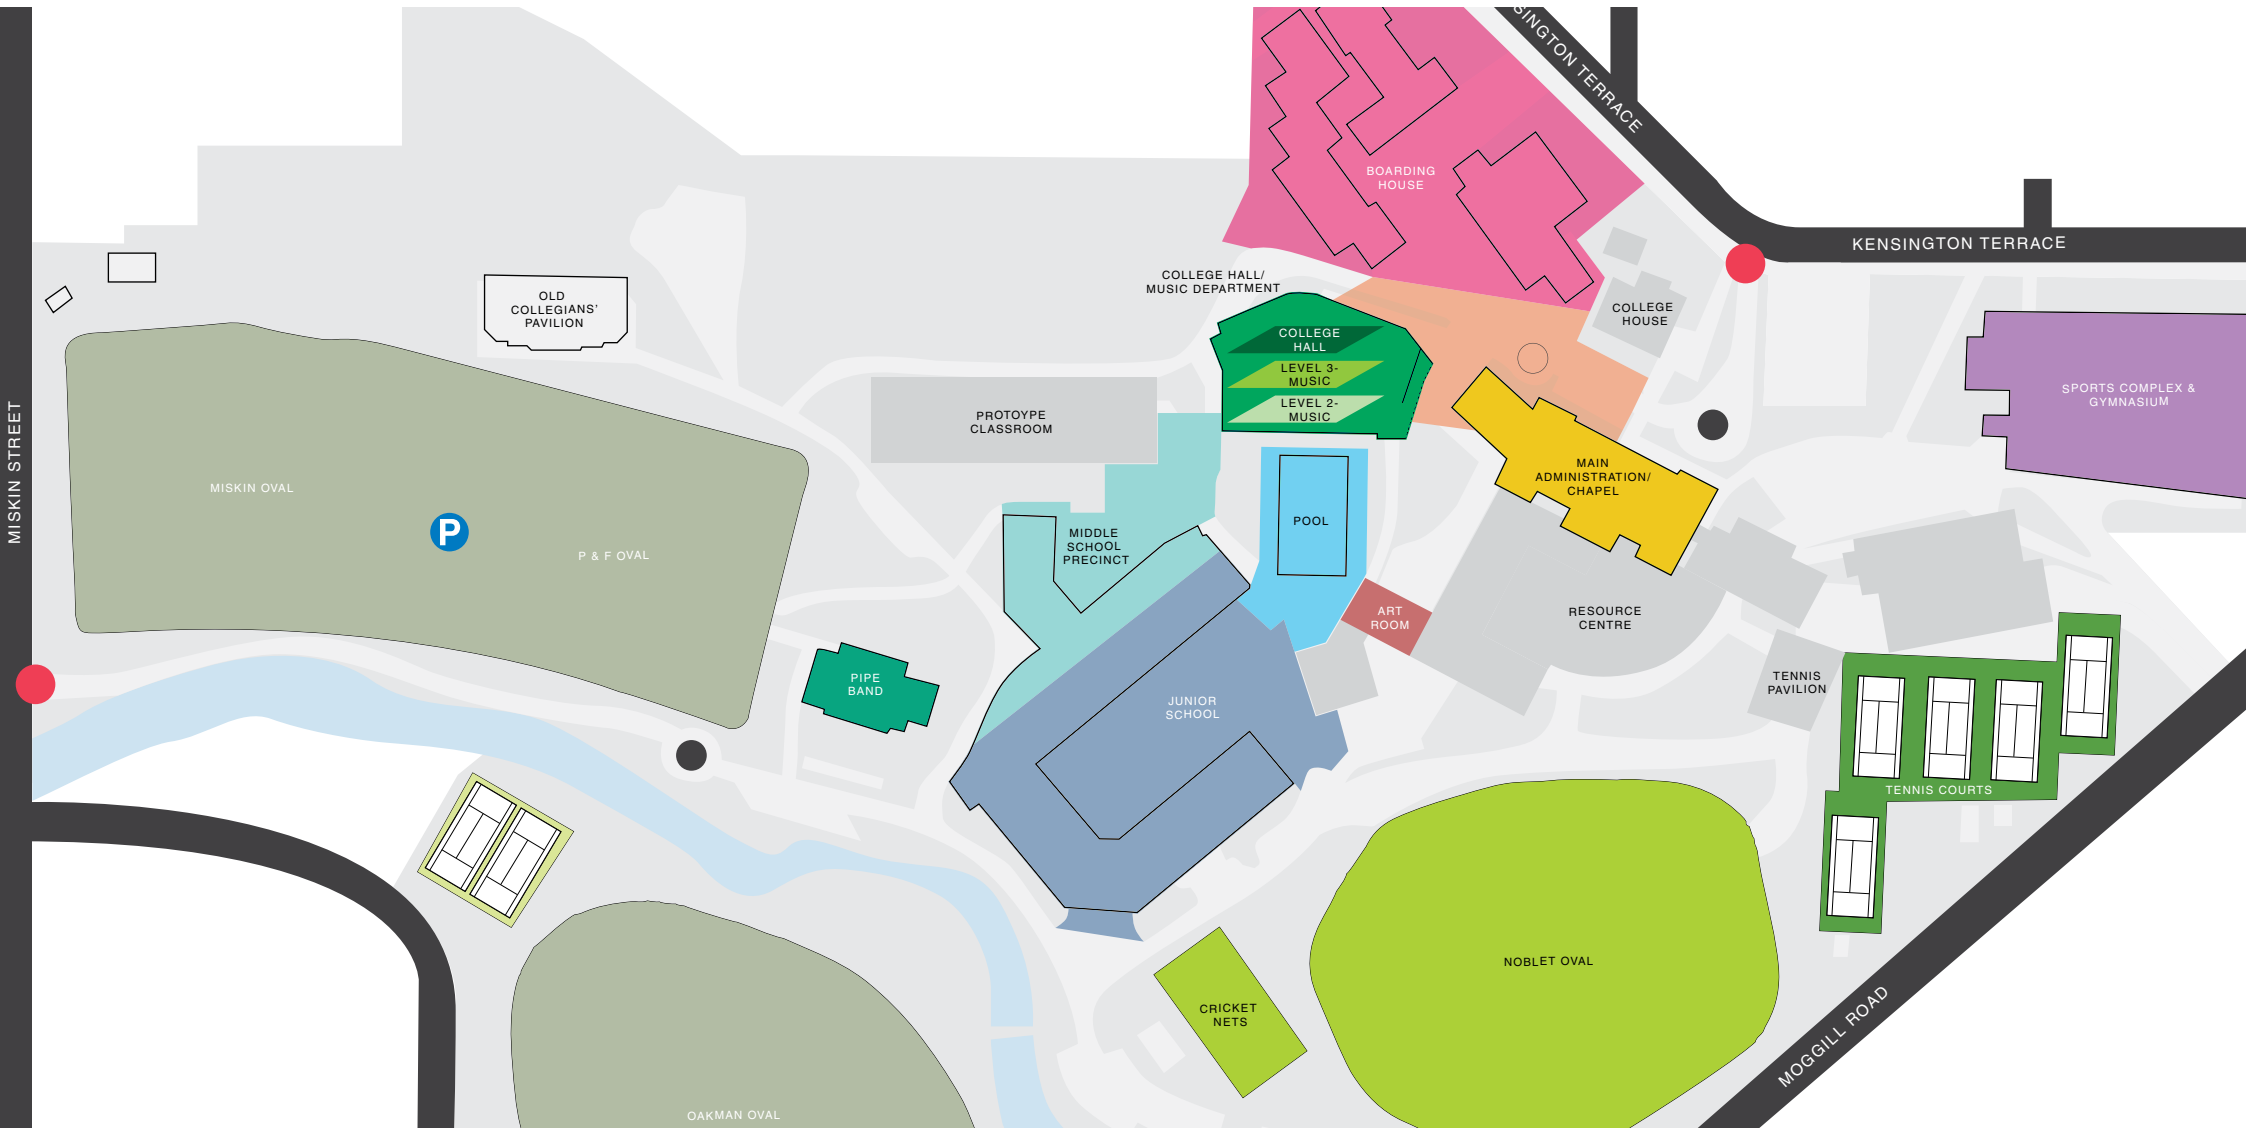 SINGTON TERRACE
BOARDING
HOUSE
KENSINGTON TERRACE
COLLEGE HALL/
MUSIC DEPARTMENT
OLD
COLLEGIANS'
PAVILION
COLLEGE
HOUSE
COLLEGE
HALL
LEVEL 3-
MUSIC
LEVEL 2-
MUSIC
SPORTS COMPLEX &
GYMNASIUM
PROTOYPE
CLASSROOM
MISKIN STREET
MISKIN OVAL
P
P & F OVAL
MAIN
ADMINISTRATION/
CHAPEL
POOL
MIDDLE
SCHOOL
PRECINCT
ART
ROOM
RESOURCE
CENTRE
PIPE
BAND
TENNIS
PAVILION
JUNIOR
SCHOOL
TENNIS COURTS
NOBLET OVAL
CRICKET
NETS
MOGGILL ROAD
OAKMAN OVAL